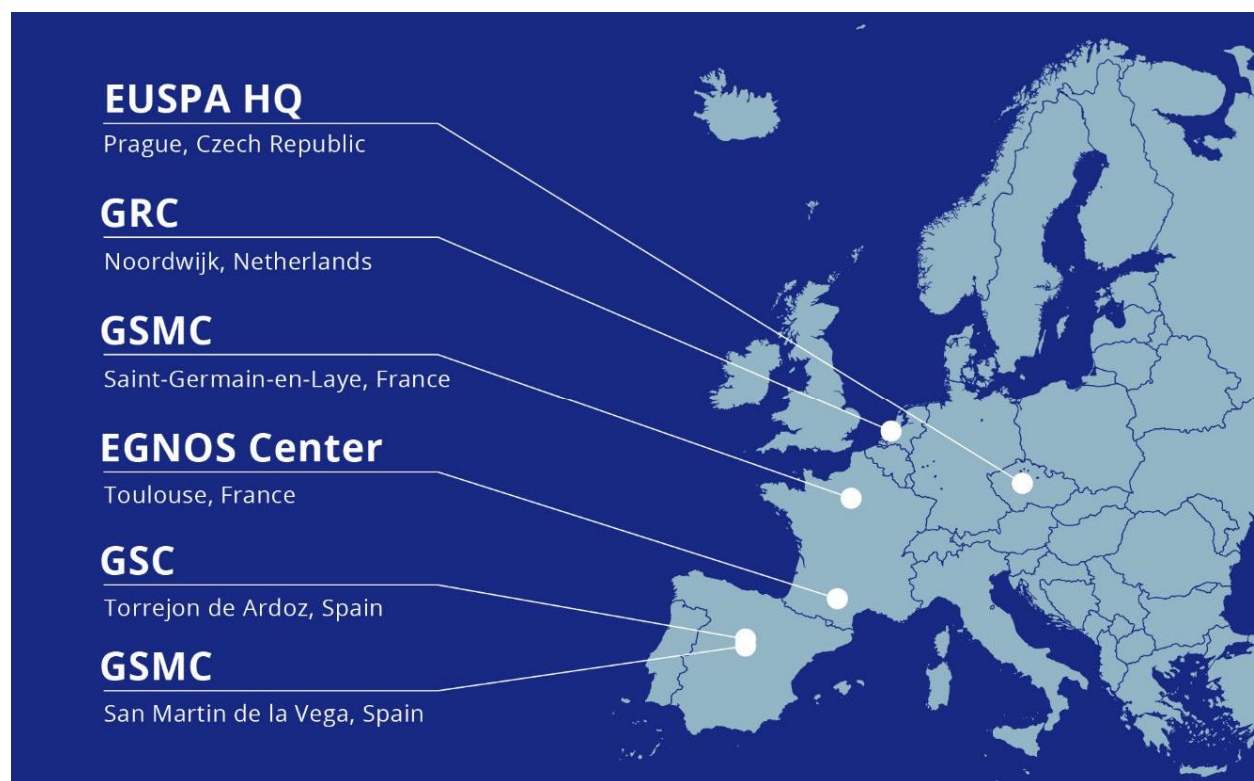 EUSPA HQ
Prague, Czech Republic
GRC
Noordwijk, Netherlands
GSMC
Saint-Germain-en-Laye, France
EGNOS Center
Toulouse, France
GSC
Torrejon de Ardoz, Spain
GSMC
San Martin de la Vega, Spain